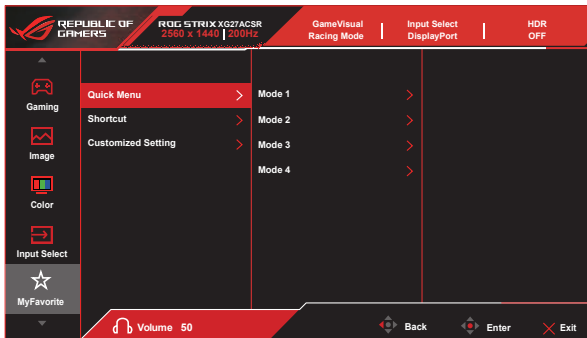 REPUBLIC OF
GAMERS
ROG STRIX XG27ACSR
2560 x 1440 200Hz
GameVisual
Racing Mode
Input Select
DisplayPort
HDR
OFF
Gaming
Image
Color
Input Select
MyFavorite
Quick Menu
Shortcut
Customized Setting
Mode 1
Mode 2
Mode 3
Mode 4
Volume 50
Back
Enter
Exit